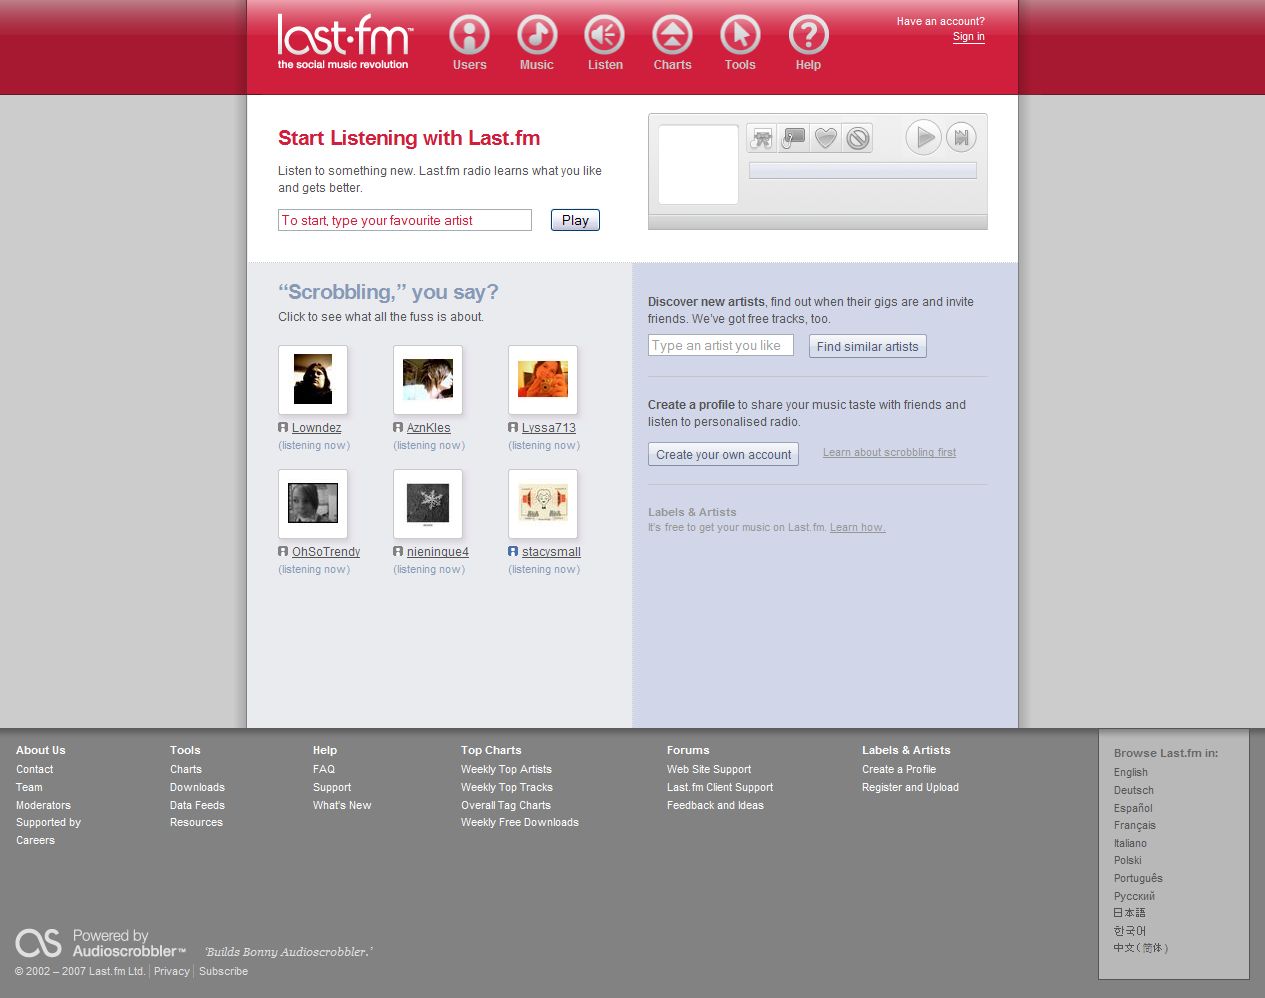 last.fm™
the social music revolution
Users
Music
Listen
Charts
Tools
Help
Have an account?
Sign in
Start Listening with Last.fm
Listen to something new. Last.fm radio learns what you like
and gets better.
To start, type your favourite artist
Play
“Scrobbling,” you say?
Click to see what all the fuss is about.
Lowndez
AznKles
Lyssa713
(listening now)
(listening now)
(listening now)
OhSoTrendy
nieninque4
stacysmall
(listening now)
(listening now)
(listening now)
Discover new artists, find out when their gigs are and invite
friends. We've got free tracks, too.
Type an artist you like
Find similar artists
Create a profile to share your music taste with friends and
listen to personalised radio.
Create your own account
Learn about scrobbling first
Labels & Artists
It's free to get your music on Last.fm. Learn how.
About Us
Contact
Team
Moderators
Supported by
Careers
Tools
Charts
Downloads
Data Feeds
Resources
Help
FAQ
Support
What's New
Top Charts
Weekly Top Artists
Weekly Top Tracks
Overall Tag Charts
Weekly Free Downloads
Forums
Web Site Support
Last.fm Client Support
Feedback and Ideas
Labels & Artists
Create a Profile
Register and Upload
Browse Last.fm in:
English
Deutsch
Español
Français
Italiano
Polski
Português
Русский
日本語
한국어
中文(简体)
as Powered by
Audioscrobbler™
‘Builds Bonny Audioscrobbler.’
© 2002 – 2007 Last.fm Ltd. | Privacy | Subscribe